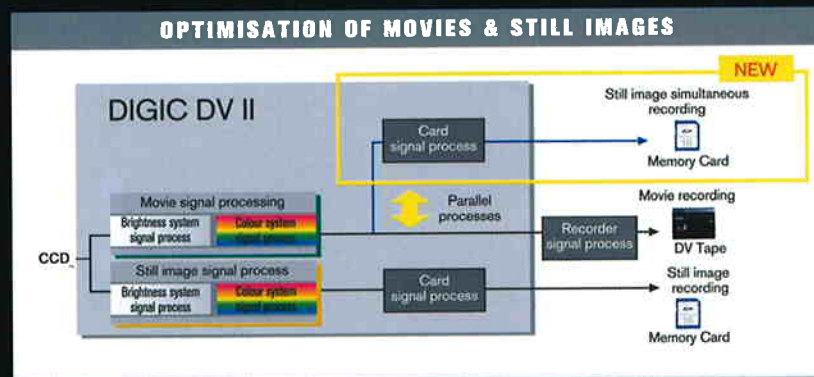 OPTIMISATION OF MOVIES & STILL IMAGES
NEW
DIGIC DV II
Still image simultaneous
recording
Card
signal process
Memory Card
Movie signal processing
Parallel
processes
Movie recording
Brightness system
signal process
Colour system
signal process
Recorder
signal process
DV Tape
CCD
Still image signal process
Still image
recording
Brightness system
signal process
Colour system
signal process
Card
signal process
Memory Card